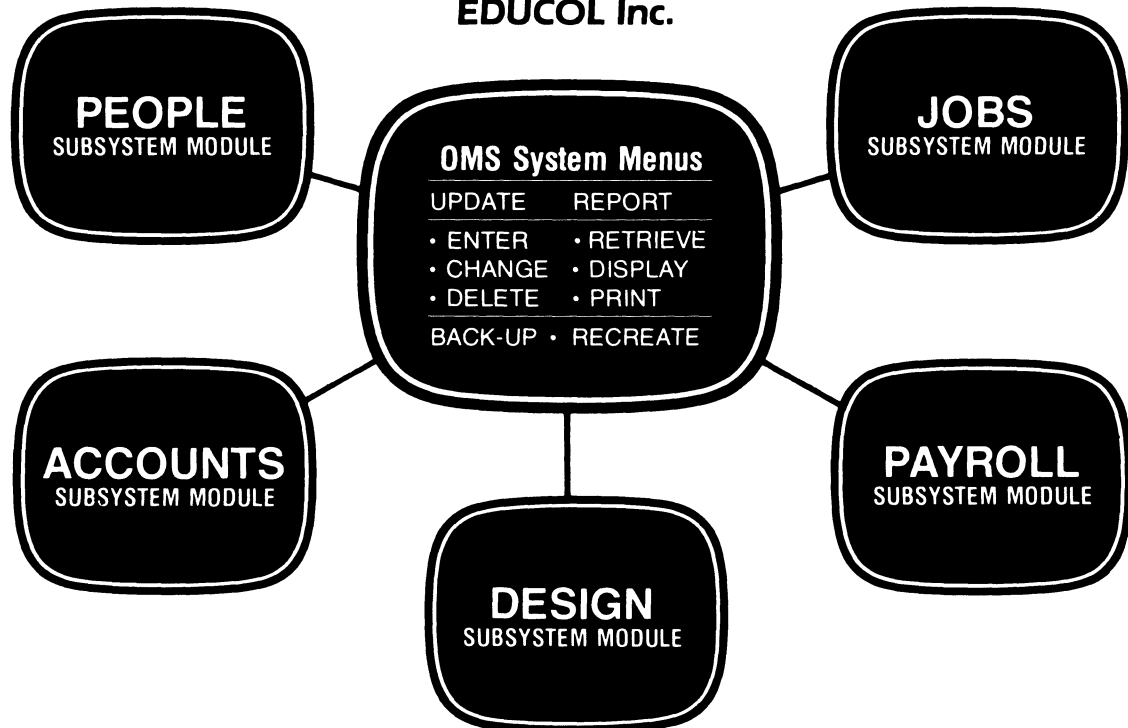 EDUCOL Inc.
PEOPLE
SUBSYSTEM MODULE
JOBS
SUBSYSTEM MODULE
OMS System Menus
UPDATE REPORT
• ENTER • RETRIEVE
• CHANGE • DISPLAY
• DELETE • PRINT
BACK-UP • RECREATE
ACCOUNTS
SUBSYSTEM MODULE
PAYROLL
SUBSYSTEM MODULE
DESIGN
SUBSYSTEM MODULE